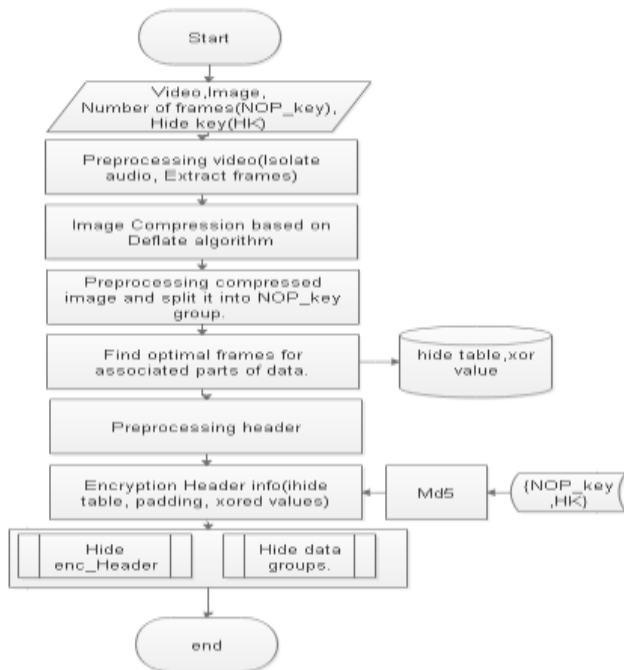 Start
Video,Image,
Number of frames(NOP_key),
Hide key(HK)
Preprocessing video(Isolate
audio, Extract frames)
Image Compression based on
Deflate algorithm
Preprocessing compressed
image and split it into NOP_key
group.
Find optimal frames for
associated parts of data.
hide table,xor
value
Preprocessing header
Encryption Header info(ihide
table, padding, xored values)
Md5
{NOP_key
,HK}
Hide
enc_Header
Hide data
groups.
end